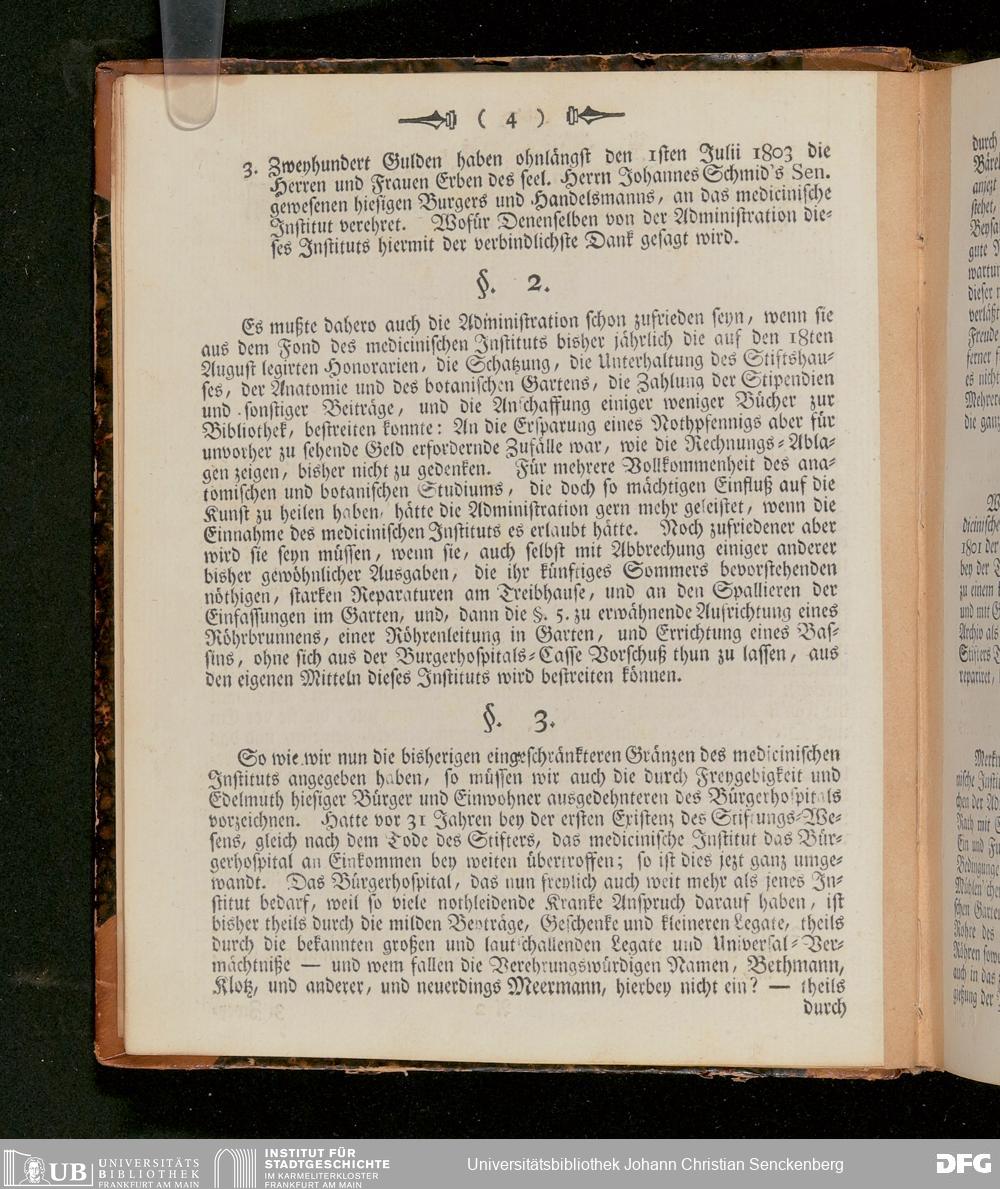 ( 4 )
3. Zweyhundert Gulden haben ohnlängst den 1sten Julii 1803 die
Herren und Frauen Erben des seel. Herrn Johannes Schmid's Sen.
gewesenen hiesigen Burgers und Handelsmanns, an das medicinische
Institut verehret. Wofür Denenselben von der Administration die-
ses Instituts hiermit der verbindlichste Dank gesagt wird.
§. 2.
Es mußte dahero auch die Administration schon zufrieden seyn, wenn sie
aus dem Fond des medicinischen Instituts bisher jährlich die auf den 18ten
August legirten Honorarien, die Schatzung, die Unterhaltung des Stiftshau-
ses, der Anatomie und des botanischen Gartens, die Zahlung der Stipendien
und sonstiger Beiträge, und die Anschaffung einiger weniger Bücher zur
Bibliothek, bestreiten konnte: An die Ersparung eines Nothpfennigs aber für
unvorher zu sehende Geld erfordernde Zufälle war, wie die Rechnungs-Abla-
gen zeigen, bisher nicht zu gedenken. Für mehrere Vollkommenheit des ana-
tomischen und botanischen Studiums, die doch so mächtigen Einfluß auf die
Kunst zu heilen haben, hätte die Administration gern mehr geleistet, wenn die
Einnahme des medicinischen Instituts es erlaubt hätte. Noch zufriedener aber
wird sie seyn müssen, wenn sie, auch selbst mit Abbrechung einiger anderer
bisher gewöhnlicher Ausgaben, die ihr künftiges Sommers bevorstehenden
nöthigen, starken Reparaturen am Treibhause, und an den Spallieren der
Einfassungen im Garten, und, dann die §. 5. zu erwähnende Aufrichtung eines
Röhrbrunnens, einer Röhrenleitung in Garten, und Errichtung eines Bas-
sins, ohne sich aus der Burgerhospitals-Casse Vorschuß thun zu lassen, aus
den eigenen Mitteln dieses Instituts wird bestreiten können.
§. 3.
So wie wir nun die bisherigen eingeschränkteren Gränzen des medicinischen
Instituts angegeben haben, so müssen wir auch die durch Freygebigkeit und
Edelmuth hiesiger Bürger und Einwohner ausgedehnteren des Bürgerhospitals
vorzeichnen. Hatte vor 31 Jahren bey der ersten Existenz des Stiftungs-We-
sens, gleich nach dem Tode des Stifters, das medicinische Institut das Bür-
gerhospital an Einkommen bey weiten übertroffen; so ist dies jezt ganz umge-
wandt. Das Bürgerhospital, das nun freylich auch weit mehr als jenes In-
stitut bedarf, weil so viele nothleidende Kranke Anspruch darauf haben, ist
bisher theils durch die milden Beyträge, Geschenke und kleineren Legate, theils
durch die bekannten großen und lautschallenden Legate und Universal-Ver-
mächtniße — und wem fallen die Verehrungswürdigen Namen, Bethmann,
Klotz, und anderer, und neuerdings Meermann, hierbey nicht ein? — theils
durch
UB UNIVERSITÄTS
BIBLIOTHEK
FRANKFURT AM MAIN
INSTITUT FÜR
STADTGESCHICHTE
IM KARMELITERKLOSTER
FRANKFURT AM MAIN
Universitätsbibliothek Johann Christian Senckenberg
DFG